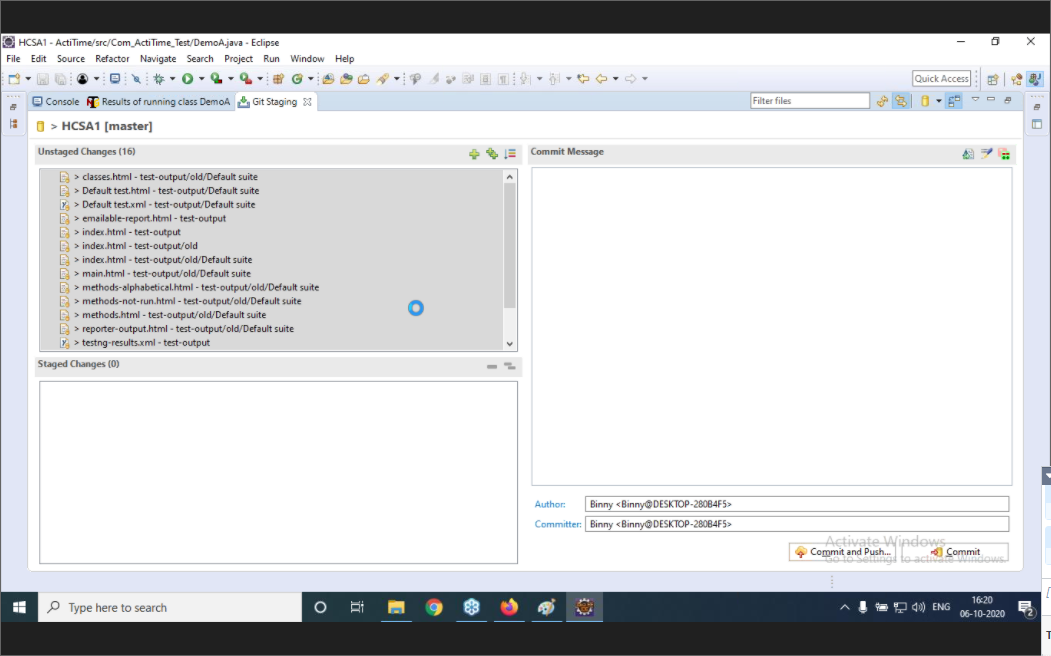 HCSA1 - ActiTime/src/Com_ActiTime_Test/DemoA.java - Eclipse
File Edit Source Refactor Navigate Search Project Run Window Help
Quick Access
Console Results of running class DemoA Git Staging
Filter files
> HCSA1 [master]
Unstaged Changes (16)
> classes.html - test-output/old/Default suite
> Default test.html - test-output/Default suite
> Default test.xml - test-output/Default suite
> emailable-report.html - test-output
> index.html - test-output
> index.html - test-output/old
> index.html - test-output/old/Default suite
> main.html - test-output/old/Default suite
> methods-alphabetical.html - test-output/old/Default suite
> methods-not-run.html - test-output/old/Default suite
> methods.html - test-output/old/Default suite
> reporter-output.html - test-output/old/Default suite
> testng-results.xml - test-output
Staged Changes (0)
Commit Message
Author: Binny <Binny@DESKTOP-280B4F5>
Committer: Binny <Binny@DESKTOP-280B4F5>
Activate Windows
Go to Settings to activate Windows.
Commit and Push...
Commit
Type here to search
ENG
16:20
06-10-2020
2